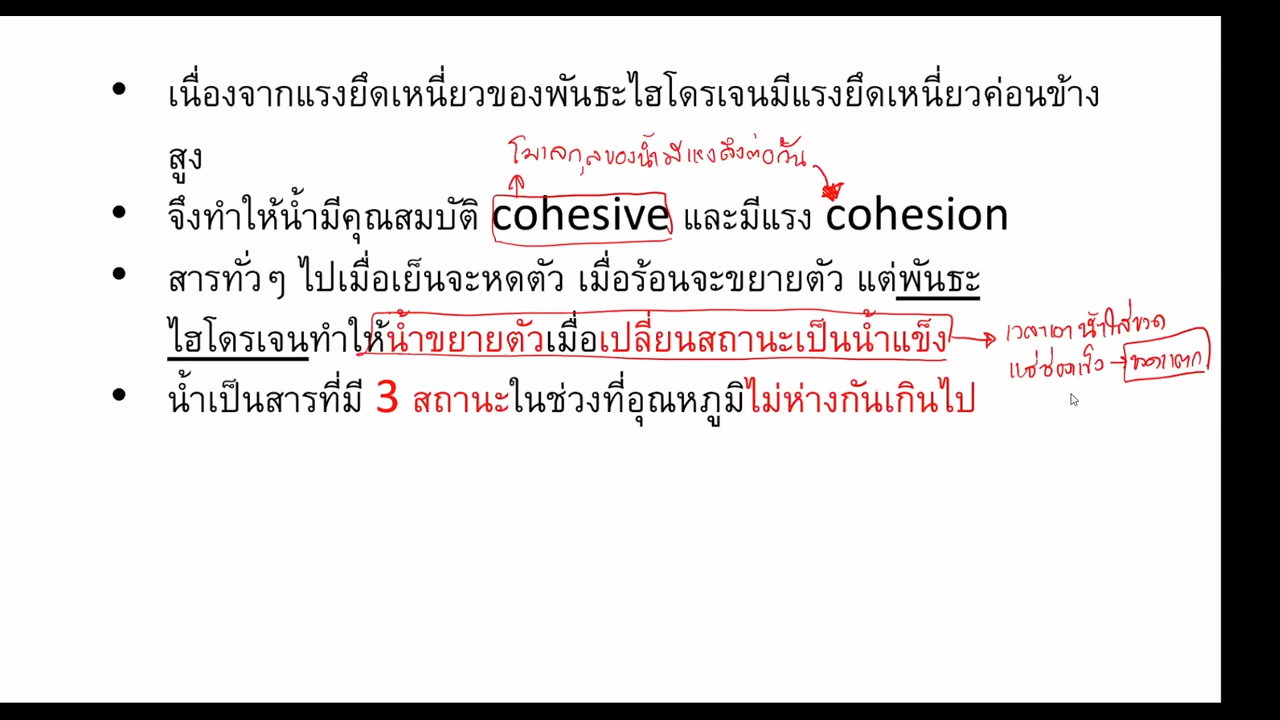 • เนื่องจากแรงยึดเหนี่ยวของพันธะไฮโดรเจนมีแรงยึดเหนี่ยวค่อนข้าง
สูง
โมเลกุลของน้ำมีแรงดึงต่อกัน
• จึงทำให้น้ำมีคุณสมบัติ cohesive และมีแรง cohesion
• สารทั่วๆ ไปเมื่อเย็นจะหดตัว เมื่อร้อนจะขยายตัว แต่พันธะ
ไฮโดรเจนทำให้น้ำขยายตัวเมื่อเปลี่ยนสถานะเป็นน้ำแข็ง
เวลาเอาน้ำใส่ขวด
แช่ช่องแข็ง → ขวดแตก
• น้ำเป็นสารที่มี 3 สถานะในช่วงที่อุณหภูมิไม่ห่างกันเกินไป